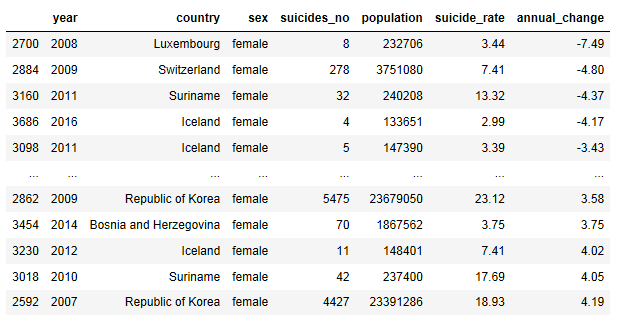 year country sex suicides_no population suicide_rate annual_change
2700 2008 Luxembourg female 8 232706 3.44 -7.49
2884 2009 Switzerland female 278 3751080 7.41 -4.80
3160 2011 Suriname female 32 240208 13.32 -4.37
3686 2016 Iceland female 4 133651 2.99 -4.17
3098 2011 Iceland female 5 147390 3.39 -3.43
... ... ... ... ... ... ... ...
2862 2009 Republic of Korea female 5475 23679050 23.12 3.58
3454 2014 Bosnia and Herzegovina female 70 1867562 3.75 3.75
3230 2012 Iceland female 11 148401 7.41 4.02
3018 2010 Suriname female 42 237400 17.69 4.05
2592 2007 Republic of Korea female 4427 23391286 18.93 4.19